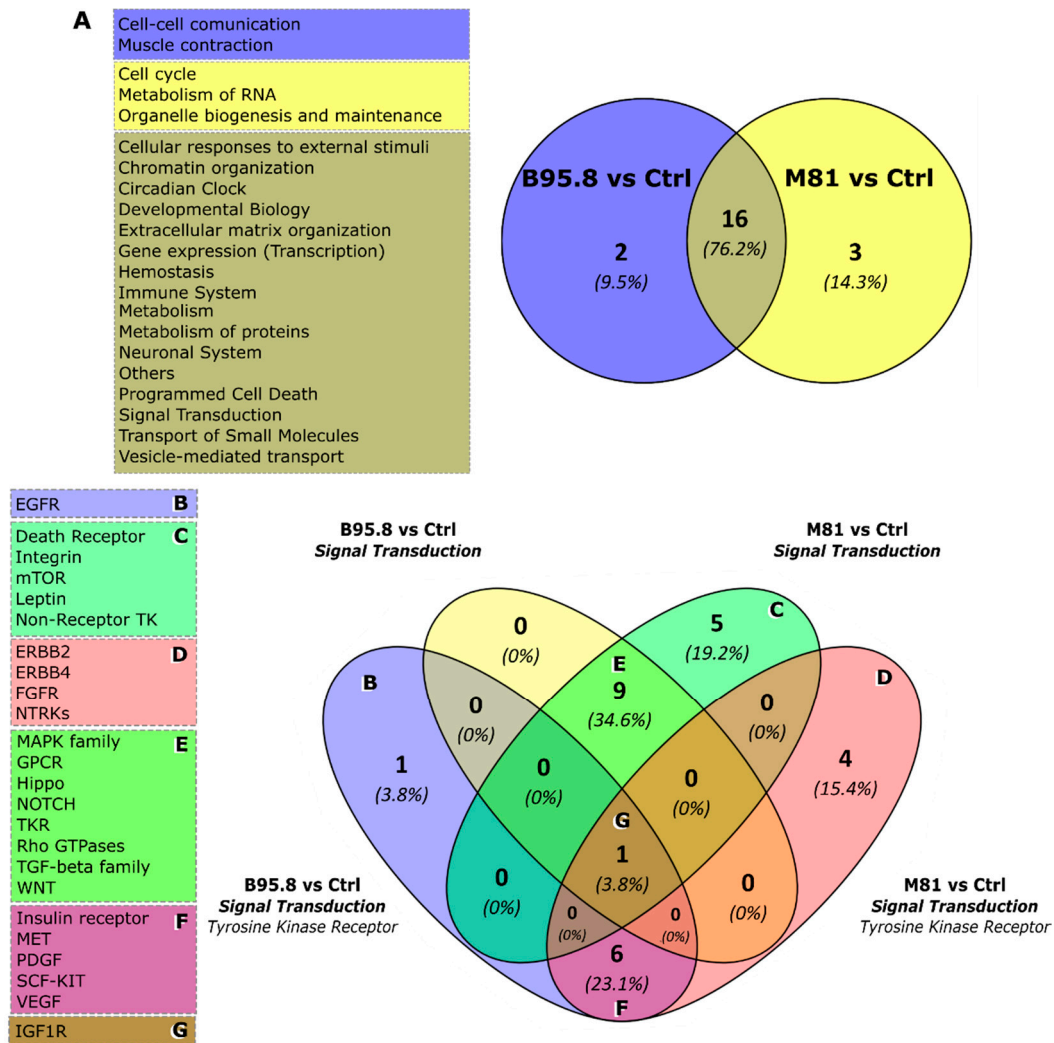 A
Cell-cell comunication
Muscle contraction
Cell cycle
Metabolism of RNA
Organelle biogenesis and maintenance
Cellular responses to external stimuli
Chromatin organization
Circadian Clock
Developmental Biology
Extracellular matrix organization
Gene expression (Transcription)
Hemostasis
Immune System
Metabolism
Metabolism of proteins
Neuronal System
Others
Programmed Cell Death
Signal Transduction
Transport of Small Molecules
Vesicle-mediated transport
B95.8 vs Ctrl
M81 vs Ctrl
2
(9.5%)
16
(76.2%)
3
(14.3%)
EGFR B
Death Receptor C
Integrin
mTOR
Leptin
Non-Receptor TK
ERBB2 D
ERBB4
FGFR
NTRKs
MAPK family E
GPCR
Hippo
NOTCH
TKR
Rho GTPases
TGF-beta family
WNT
Insulin receptor F
MET
PDGF
SCF-KIT
VEGF
IGF1R G
B95.8 vs Ctrl
Signal Transduction
M81 vs Ctrl
Signal Transduction
0
(0%)
5
(19.2%)
C
E
9
(34.6%)
B
D
0
(0%)
0
(0%)
1
(3.8%)
4
(15.4%)
0
(0%)
0
(0%)
G
1
(3.8%)
0
(0%)
0
(0%)
0
(0%)
0
(0%)
6
(23.1%)
F
B95.8 vs Ctrl
Signal Transduction
Tyrosine Kinase Receptor
M81 vs Ctrl
Signal Transduction
Tyrosine Kinase Receptor